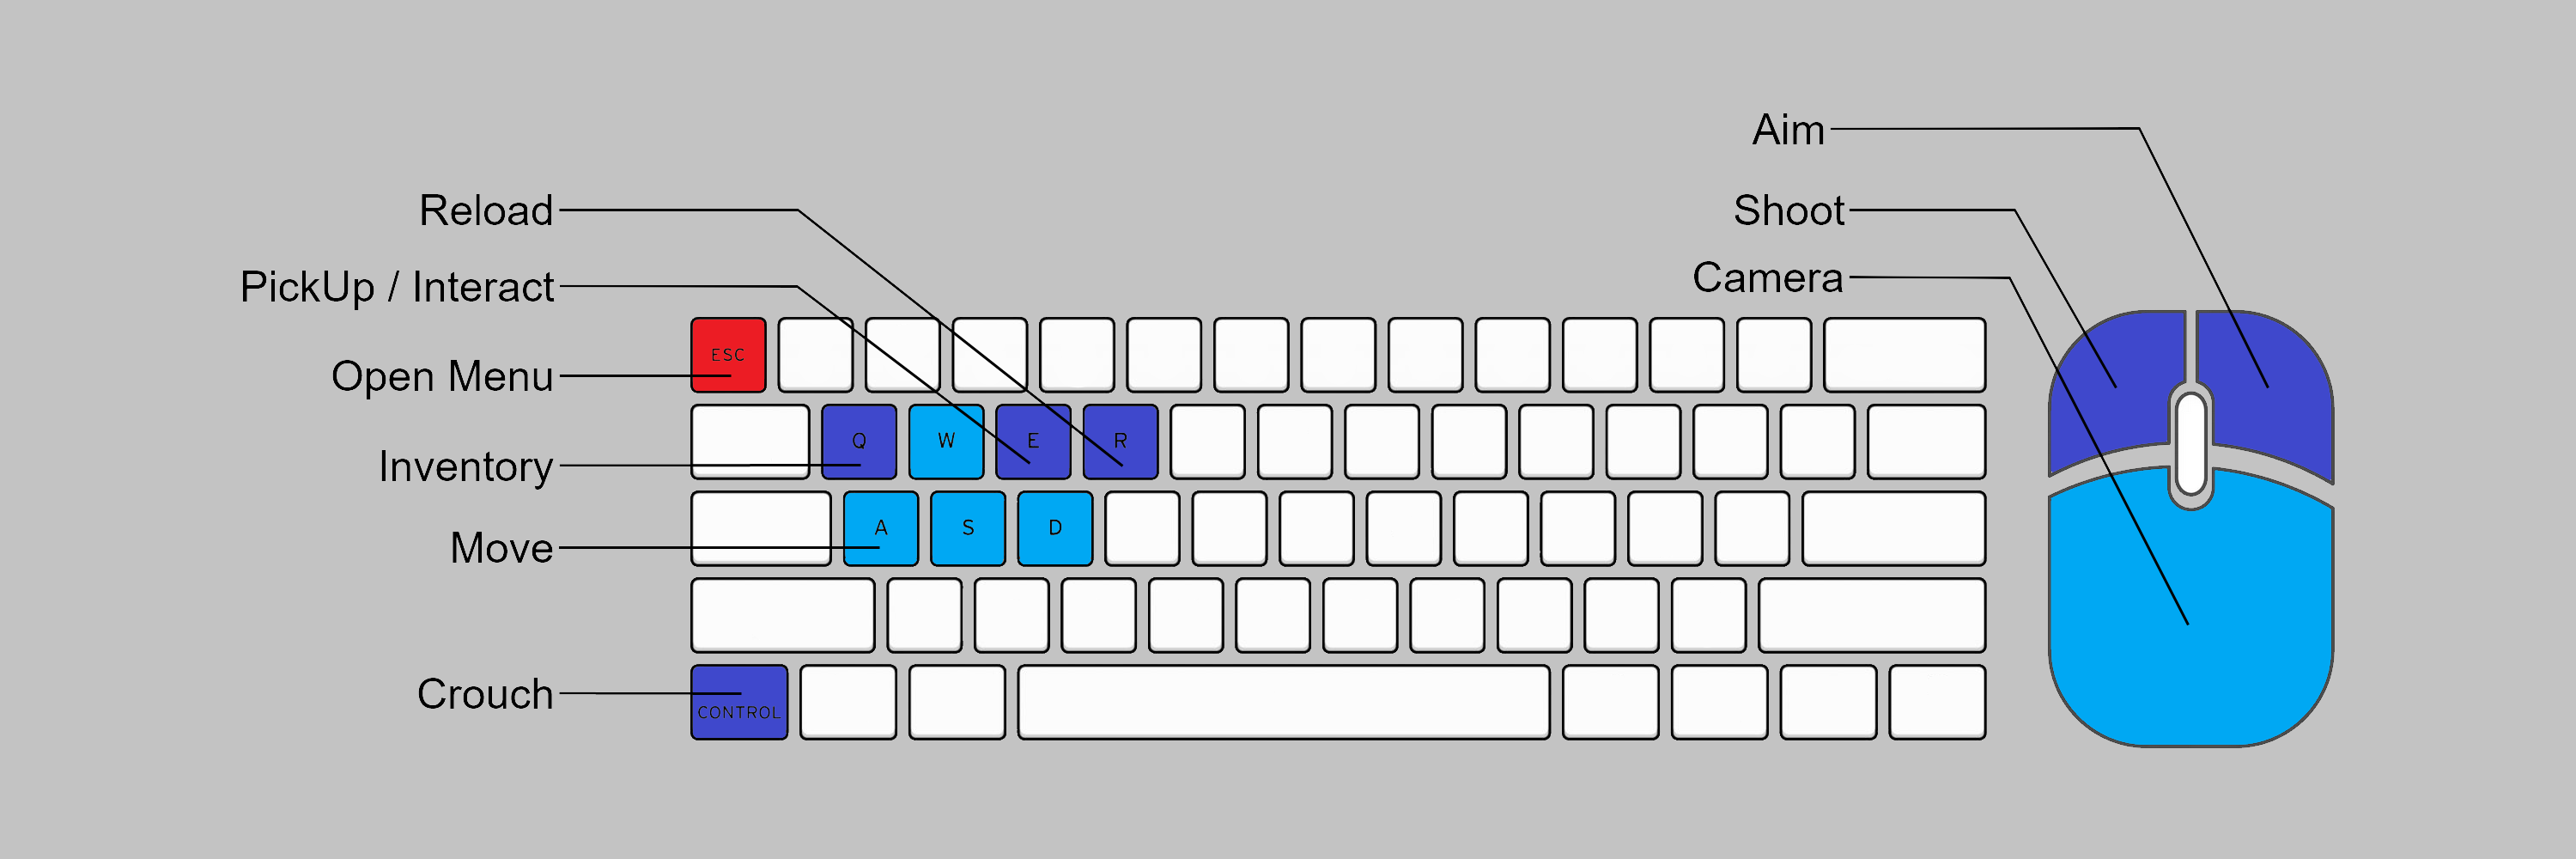 Aim
Reload
Shoot
PickUp / Interact
Camera
ESC
Open Menu
Q W E R
Inventory
A S D
Move
Crouch
CONTROL